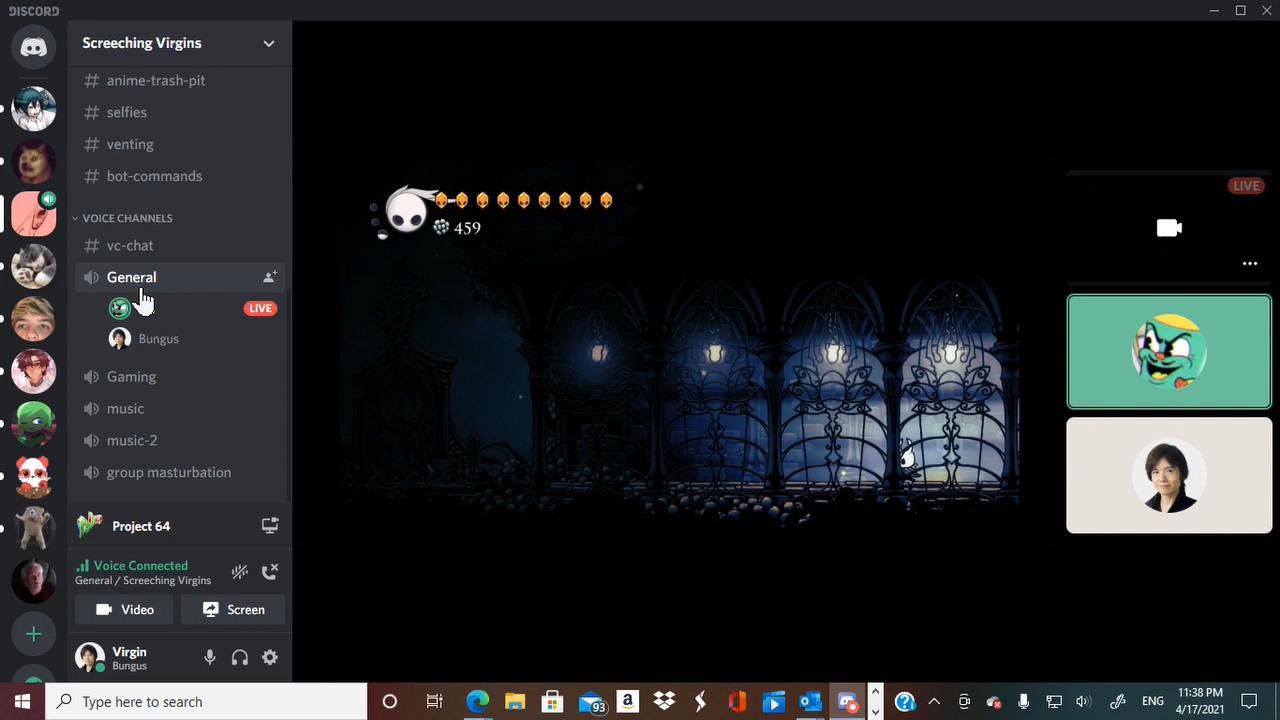 DISCORD
Screeching Virgins
# anime-trash-pit
# selfies
# venting
# bot-commands
VOICE CHANNELS
# vc-chat
General
LIVE
Bungus
Gaming
music
music-2
group masturbation
Project 64
Voice Connected
General / Screeching Virgins
Video
Screen
Virgin
Bungus
459
LIVE
Type here to search
93
a
ENG
11:38 PM
4/17/2021